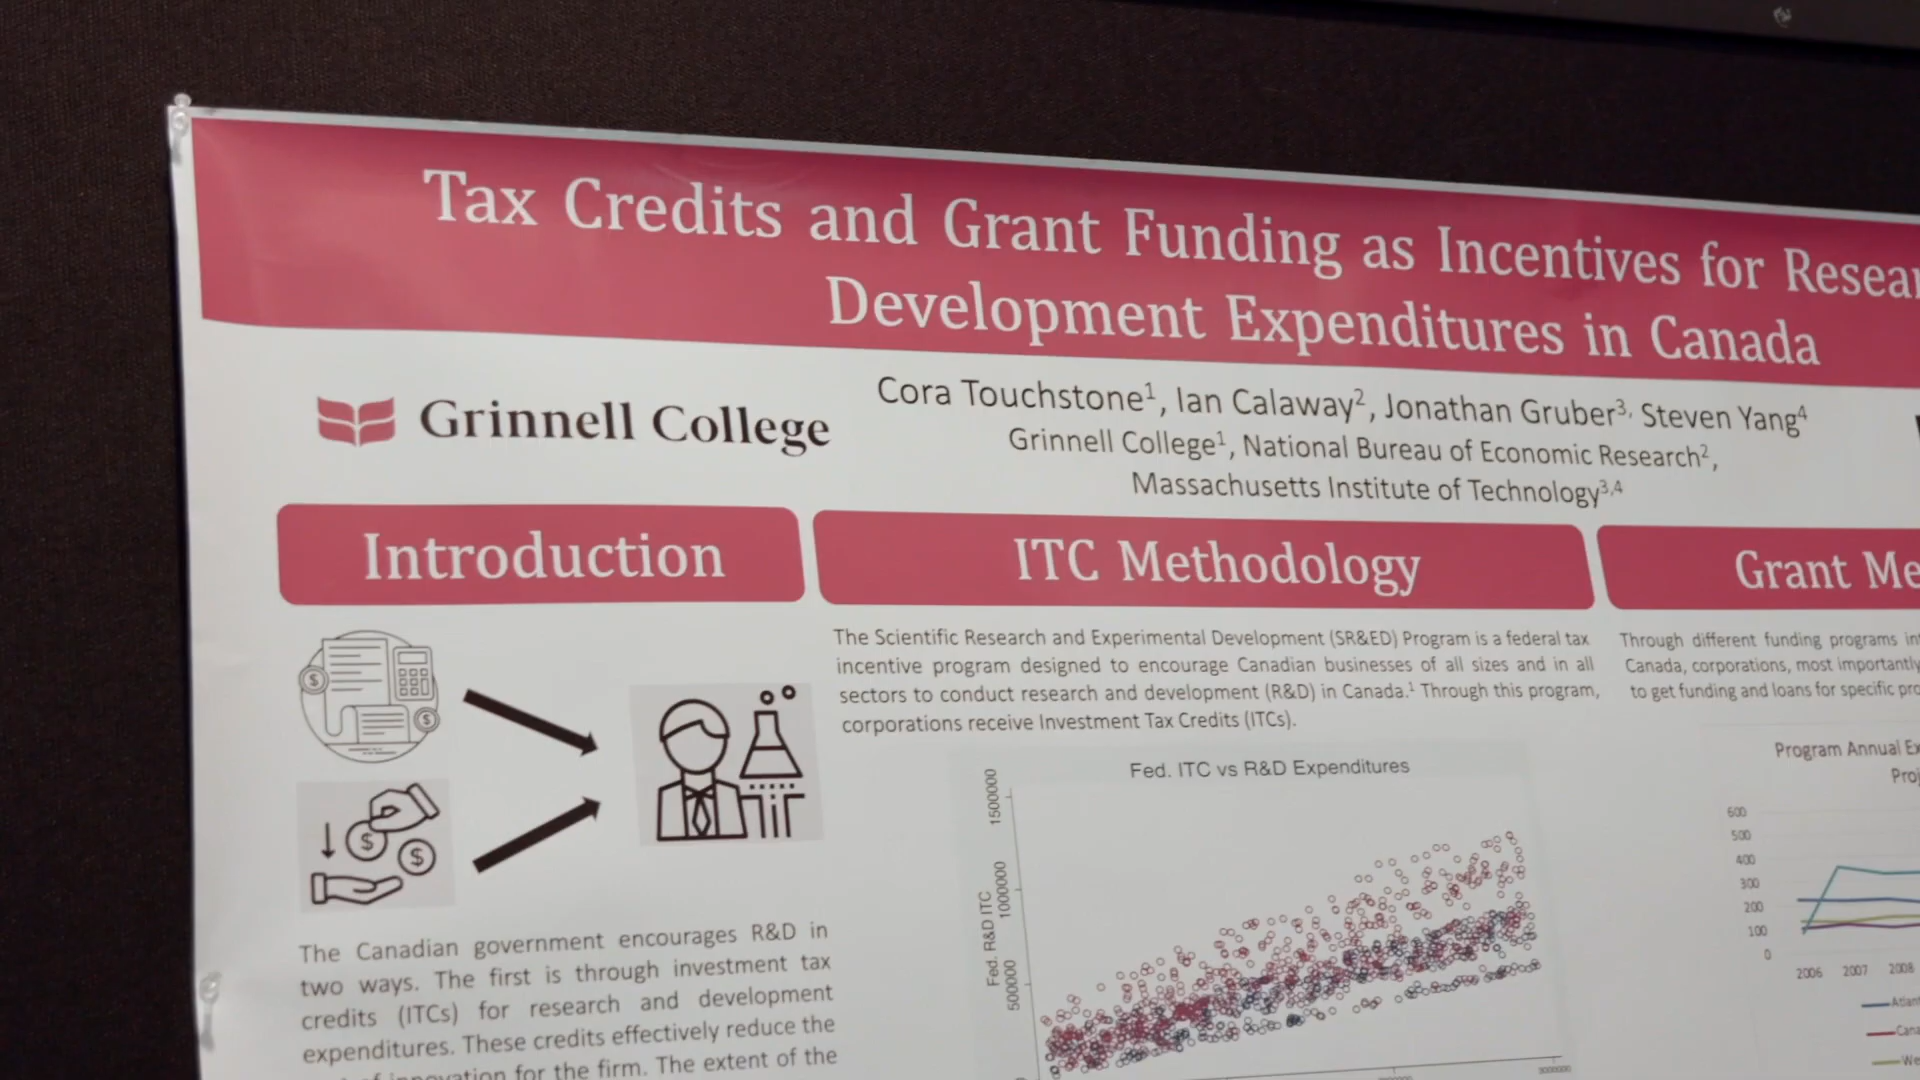 Tax Credits and Grant Funding as Incentives for
Development Expenditures in Canada
Grinnell College
Cora Touchstone1, Ian Calaway2, Jonathan Gruber3, Steven Yang4
Grinnell College1, National Bureau of Economic Research2,
Massachusetts Institute of Technology3,4
Introduction
The Canadian government encourages R&D in
two ways. The first is through investment tax
credits (ITCs) for research and development
expenditures. These credits effectively reduce the
for the firm. The extent of the
ITC Methodology
The Scientific Research and Experimental Development (SR&ED) Program is a federal tax
incentive program designed to encourage Canadian businesses of all sizes and in all
sectors to conduct research and development (R&D) in Canada.1 Through this program,
corporations receive Investment Tax Credits (ITCs).
Fed. ITC vs R&D Expenditures
Fed. R&D ITC
1500000
1000000
500000
0
Grant
Through different funding programs
Canada, corporations, most importantly
to get funding and loans for specific
Program Annual
600
500
400
300
200
100
0
2006 2007 2008